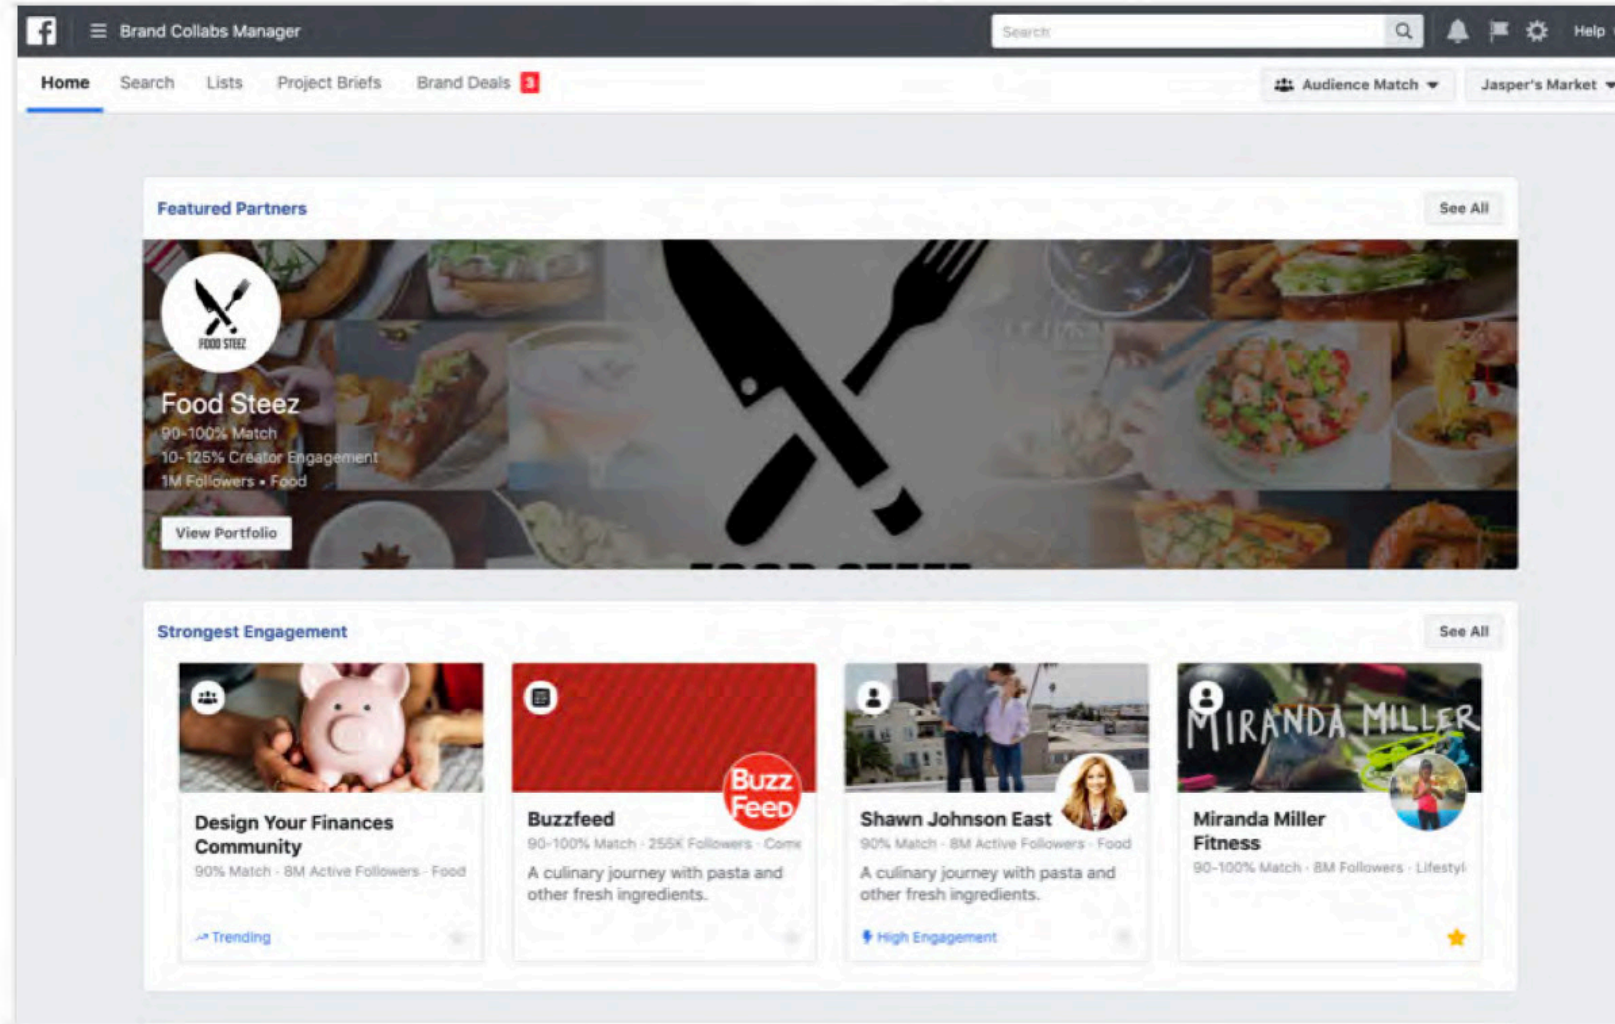 Brand Collabs Manager
Search
Help
Home
Search
Lists
Project Briefs
Brand Deals 3
Audience Match
Jasper's Market
Featured Partners
See All
FOOD STEEZ
Food Steez
90-100% Match
10-125% Creator Engagement
1M Followers • Food
View Portfolio
FOOD STEEZ
Strongest Engagement
See All
Design Your Finances
Community
90% Match · 8M Active Followers · Food
Trending
Buzz
FeeD
Buzzfeed
90-100% Match · 255K Followers · Come
A culinary journey with pasta and
other fresh ingredients.
Shawn Johnson East
90% Match · 8M Active Followers · Food
A culinary journey with pasta and
other fresh ingredients.
High Engagement
MIRANDA MILLER
Miranda Miller
Fitness
90-100% Match · 8M Followers · Lifestyl